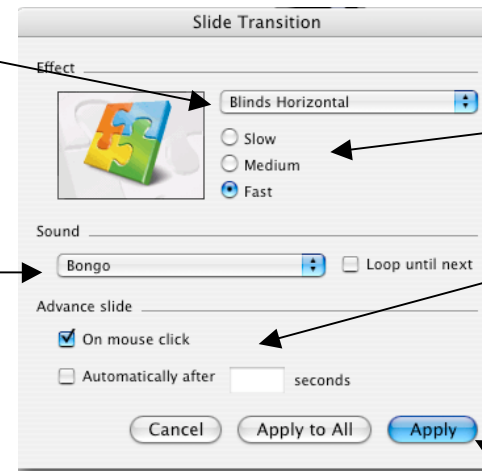 Slide Transition
Effect
Blinds Horizontal
Slow
Medium
Fast
Sound
Bongo
Loop until next
Advance slide
On mouse click
Automatically after seconds
Cancel Apply to All Apply